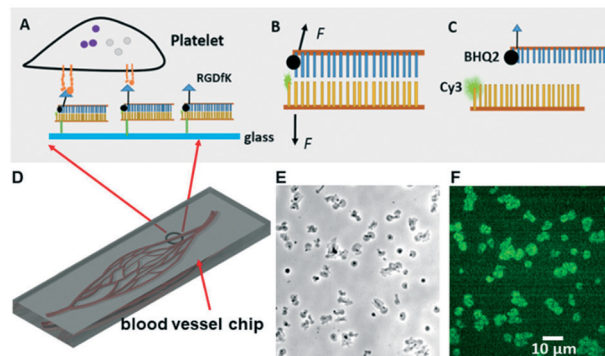 A
Platelet
RGDfK
glass
B
F
F
C
BHQ2
Cy3
D
blood vessel chip
E
F
10 μm